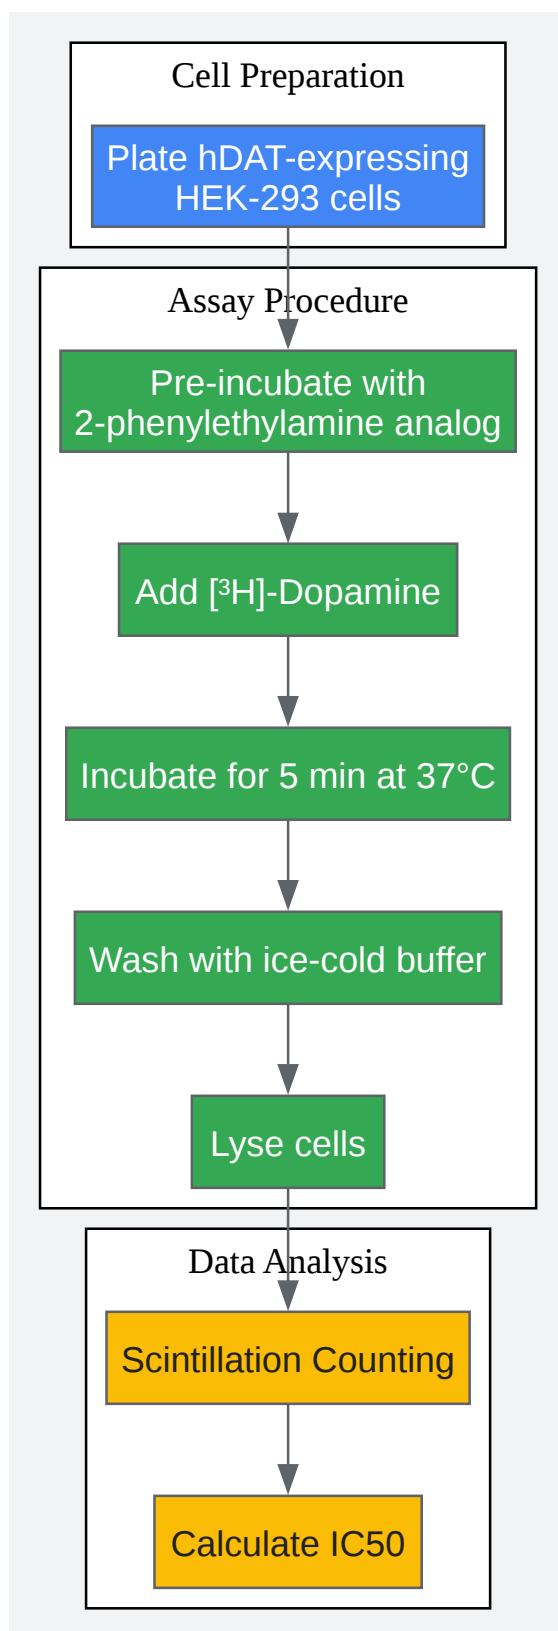 Cell Preparation
Plate hDAT-expressing
HEK-293 cells
Assay Procedure
Pre-incubate with
2-phenylethylamine analog
Add [³H]-Dopamine
Incubate for 5 min at 37°C
Wash with ice-cold buffer
Lyse cells
Data Analysis
Scintillation Counting
Calculate IC50